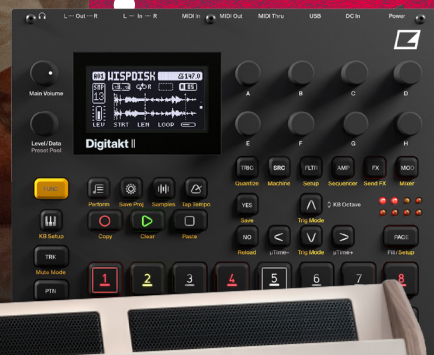 L — Out — R L — In — R MIDI In MIDI Out MIDI Thru USB DC In Power
Main Volume
A B C D
Level/Data
Preset Pool
E F G H
WISPDISK 147.0
SRC
13
LEV STRT LEN LOOP
Digitakt II
FUNC
Perform Save Proj Samples Tap Tempo
KB Setup
Copy Clear Paste
TRK
Mute Mode
PTN
TRIG SRC FLTR AMP FX MOD
Quantize Machine Setup Sequencer Send FX Mixer
YES
Save
Trig Mode
KB Octave
NO
Reload µTime– Trig Mode µTime+
PAGE
Fill/Setup
1 2 3 4 5 6 7 8